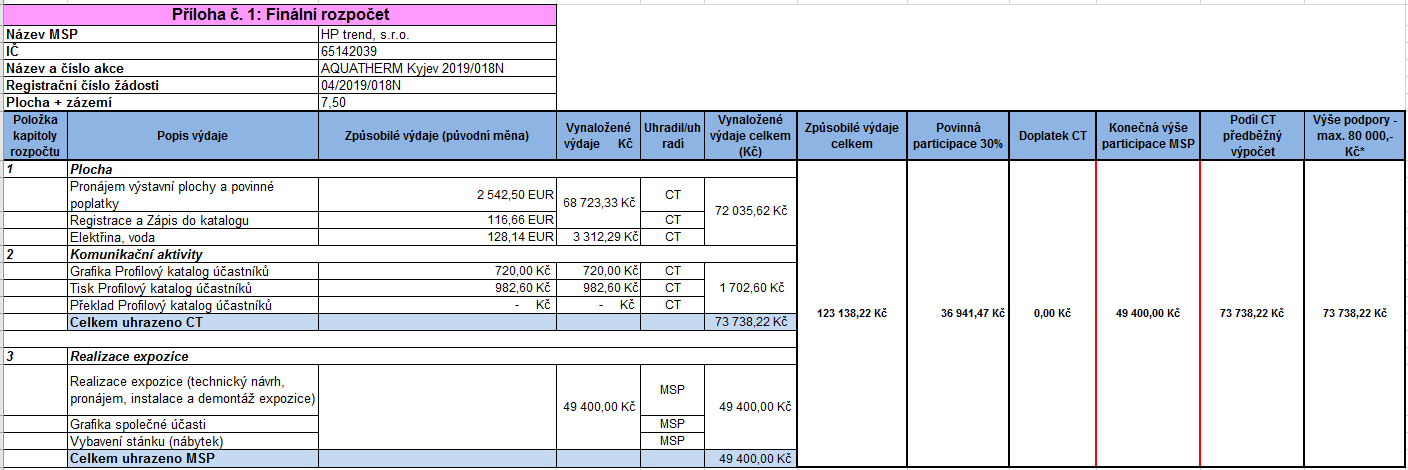 Příloha č. 1: Finální rozpočet
Název MSP HP trend, s.r.o.
IČ 65142039
Název a číslo akce AQUATHERM Kyjev 2019/018N
Registrační číslo žádosti 04/2019/018N
Plocha + zázemí 7,50
Položka kapitoly rozpočtu Popis výdaje Způsobilé výdaje (původní měna) Vynaložené výdaje Kč Uhradil/uhradí Vynaložené výdaje celkem (Kč) Způsobilé výdaje celkem Povinná participace 30% Doplatek CT Konečná výše participace MSP Podíl CT předběžný výpočet Výše podpory - max. 80 000,- Kč*
1 Plocha
Pronájem výstavní plochy a povinné poplatky 2 542,50 EUR 68 723,33 Kč CT 72 035,62 Kč
Registrace a Zápis do katalogu 116,66 EUR CT
Elektřina, voda 128,14 EUR 3 312,29 Kč CT
2 Komunikační aktivity
Grafika Profilový katalog účastníků 720,00 Kč 720,00 Kč CT 1 702,60 Kč
Tisk Profilový katalog účastníků 982,60 Kč 982,60 Kč CT
Překlad Profilový katalog účastníků - Kč - Kč CT
Celkem uhrazeno CT 73 738,22 Kč
123 138,22 Kč 36 941,47 Kč 0,00 Kč 49 400,00 Kč 73 738,22 Kč 73 738,22 Kč
3 Realizace expozice
Realizace expozice (technický návrh, pronájem, instalace a demontáž expozice) 49 400,00 Kč MSP 49 400,00 Kč
Grafika společné účasti MSP
Vybavení stánku (nábytek) MSP
Celkem uhrazeno MSP 49 400,00 Kč